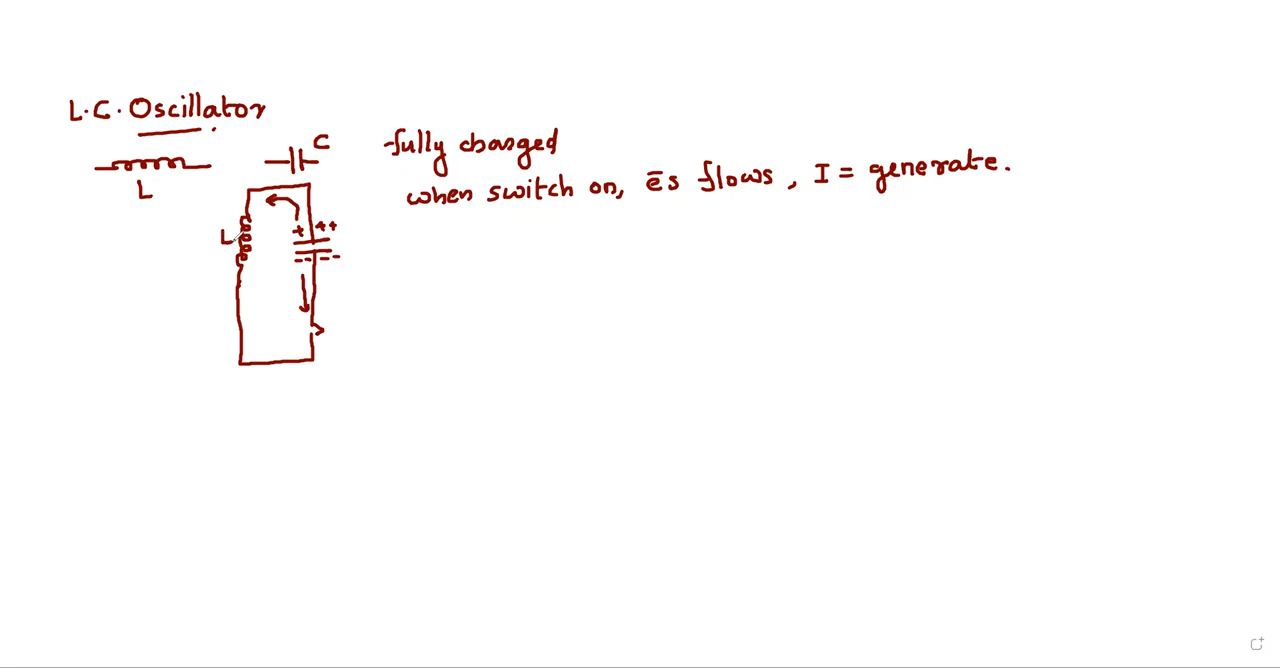 L.C. Oscillator
L
C
fully charged
when switch on, ēs flows, I = generate.
L
+ ++
-- --